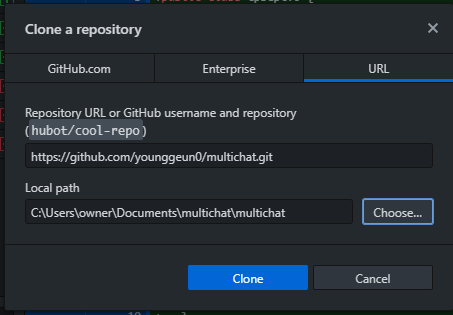 Clone a repository
GitHub.com
Enterprise
URL
Repository URL or GitHub username and repository
(hubot/cool-repo)
https://github.com/younggeun0/multichat.git
Local path
C:\Users\owner\Documents\multichat\multichat
Choose...
Clone
Cancel